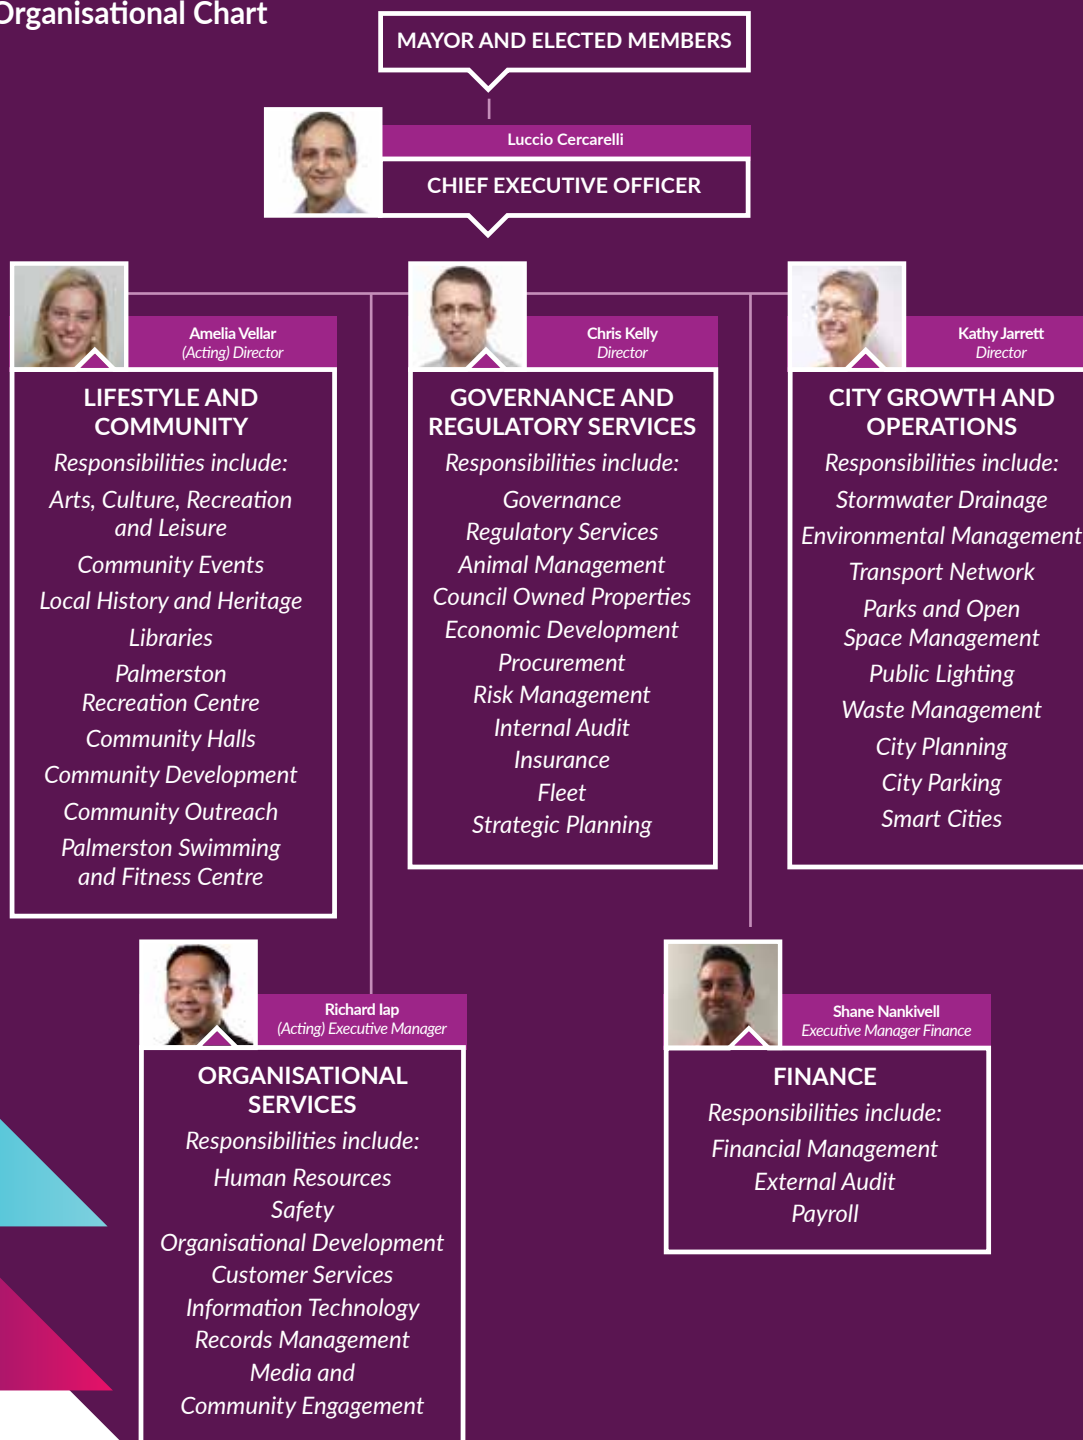 Organisational Chart
MAYOR AND ELECTED MEMBERS
Luccio Cercarelli
CHIEF EXECUTIVE OFFICER
Amelia Vellar
(Acting) Director
LIFESTYLE AND
COMMUNITY
Responsibilities include:
Arts, Culture, Recreation
and Leisure
Community Events
Local History and Heritage
Libraries
Palmerston
Recreation Centre
Community Halls
Community Development
Community Outreach
Palmerston Swimming
and Fitness Centre
Chris Kelly
Director
GOVERNANCE AND
REGULATORY SERVICES
Responsibilities include:
Governance
Regulatory Services
Animal Management
Council Owned Properties
Economic Development
Procurement
Risk Management
Internal Audit
Insurance
Fleet
Strategic Planning
Kathy Jarrett
Director
CITY GROWTH AND
OPERATIONS
Responsibilities include:
Stormwater Drainage
Environmental Management
Transport Network
Parks and Open
Space Management
Public Lighting
Waste Management
City Planning
City Parking
Smart Cities
Richard Iap
(Acting) Executive Manager
ORGANISATIONAL
SERVICES
Responsibilities include:
Human Resources
Safety
Organisational Development
Customer Services
Information Technology
Records Management
Media and
Community Engagement
Shane Nankivell
Executive Manager Finance
FINANCE
Responsibilities include:
Financial Management
External Audit
Payroll